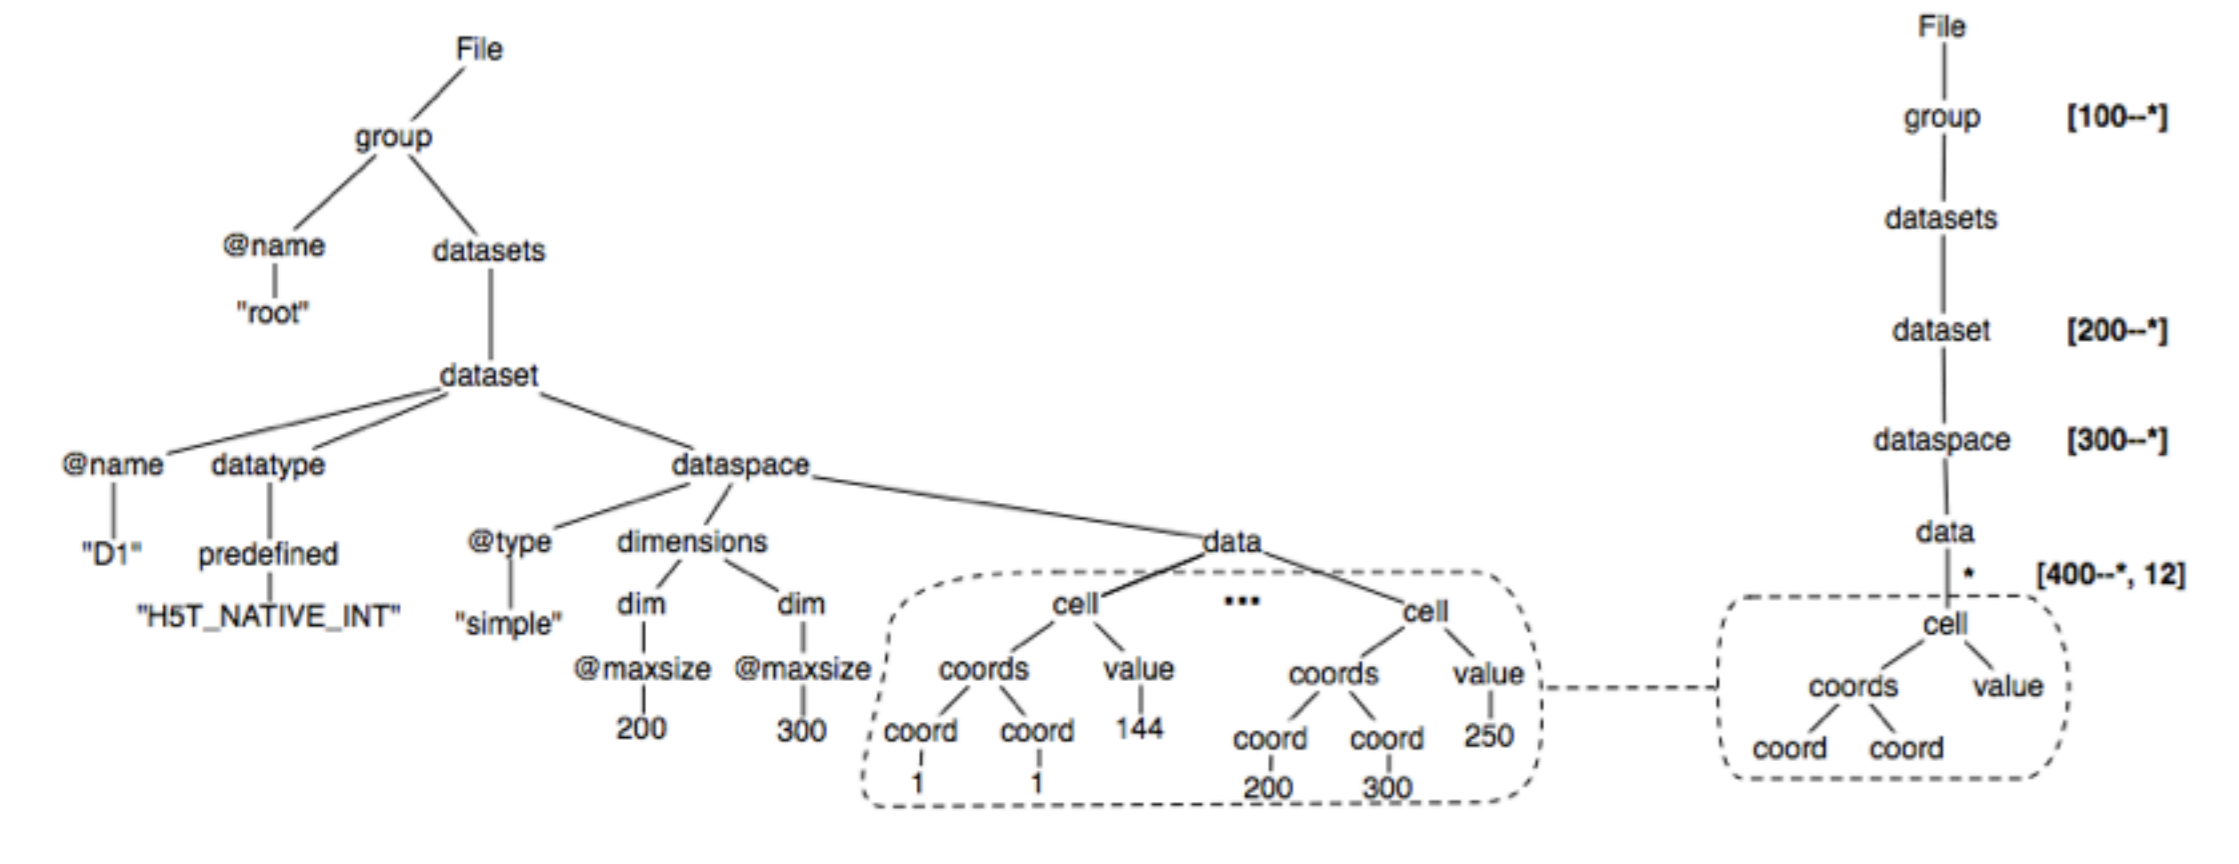 File
group
@name datasets
"root"
dataset
@name datatype dataspace
"D1" predefined @type dimensions data
"H5T_NATIVE_INT" "simple" dim dim cell ... cell
@maxsize @maxsize coords value coords value
200 300 coord coord 144 coord coord 250
1 1 200 300
File
group [100--*]
datasets
dataset [200--*]
dataspace [300--*]
data
* [400--*, 12]
cell
coords value
coord coord